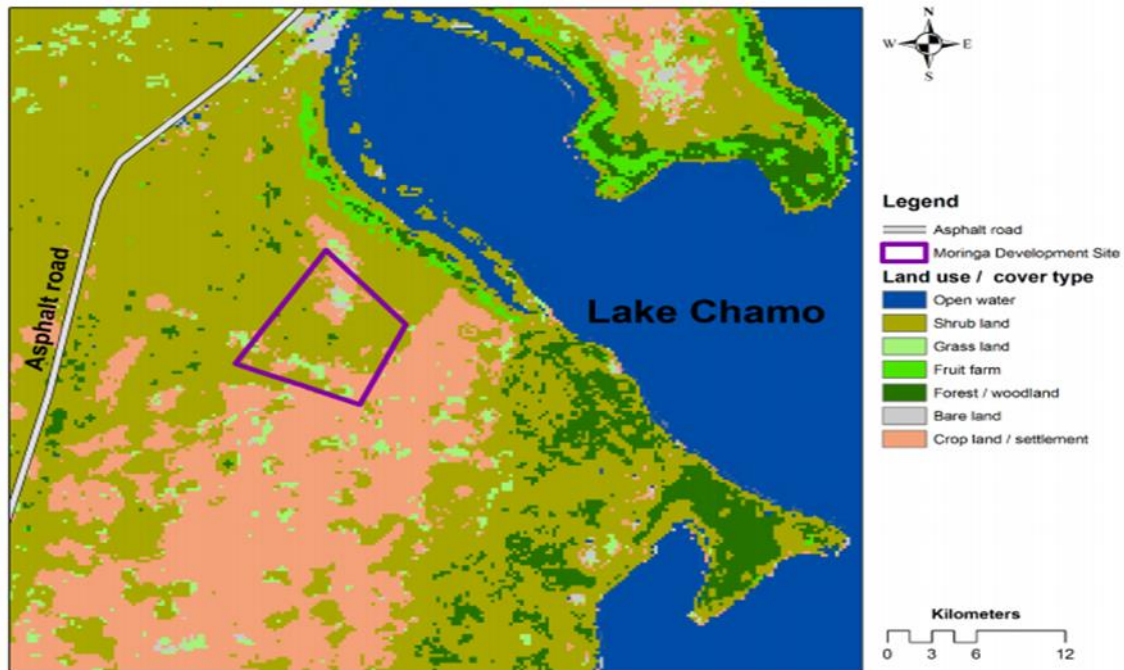 N
W E
S
Asphalt road
Lake Chamo
Legend
Asphalt road
Moringa Development Site
Land use / cover type
Open water
Shrub land
Grass land
Fruit farm
Forest / woodland
Bare land
Crop land / settlement
Kilometers
0 3 6 12